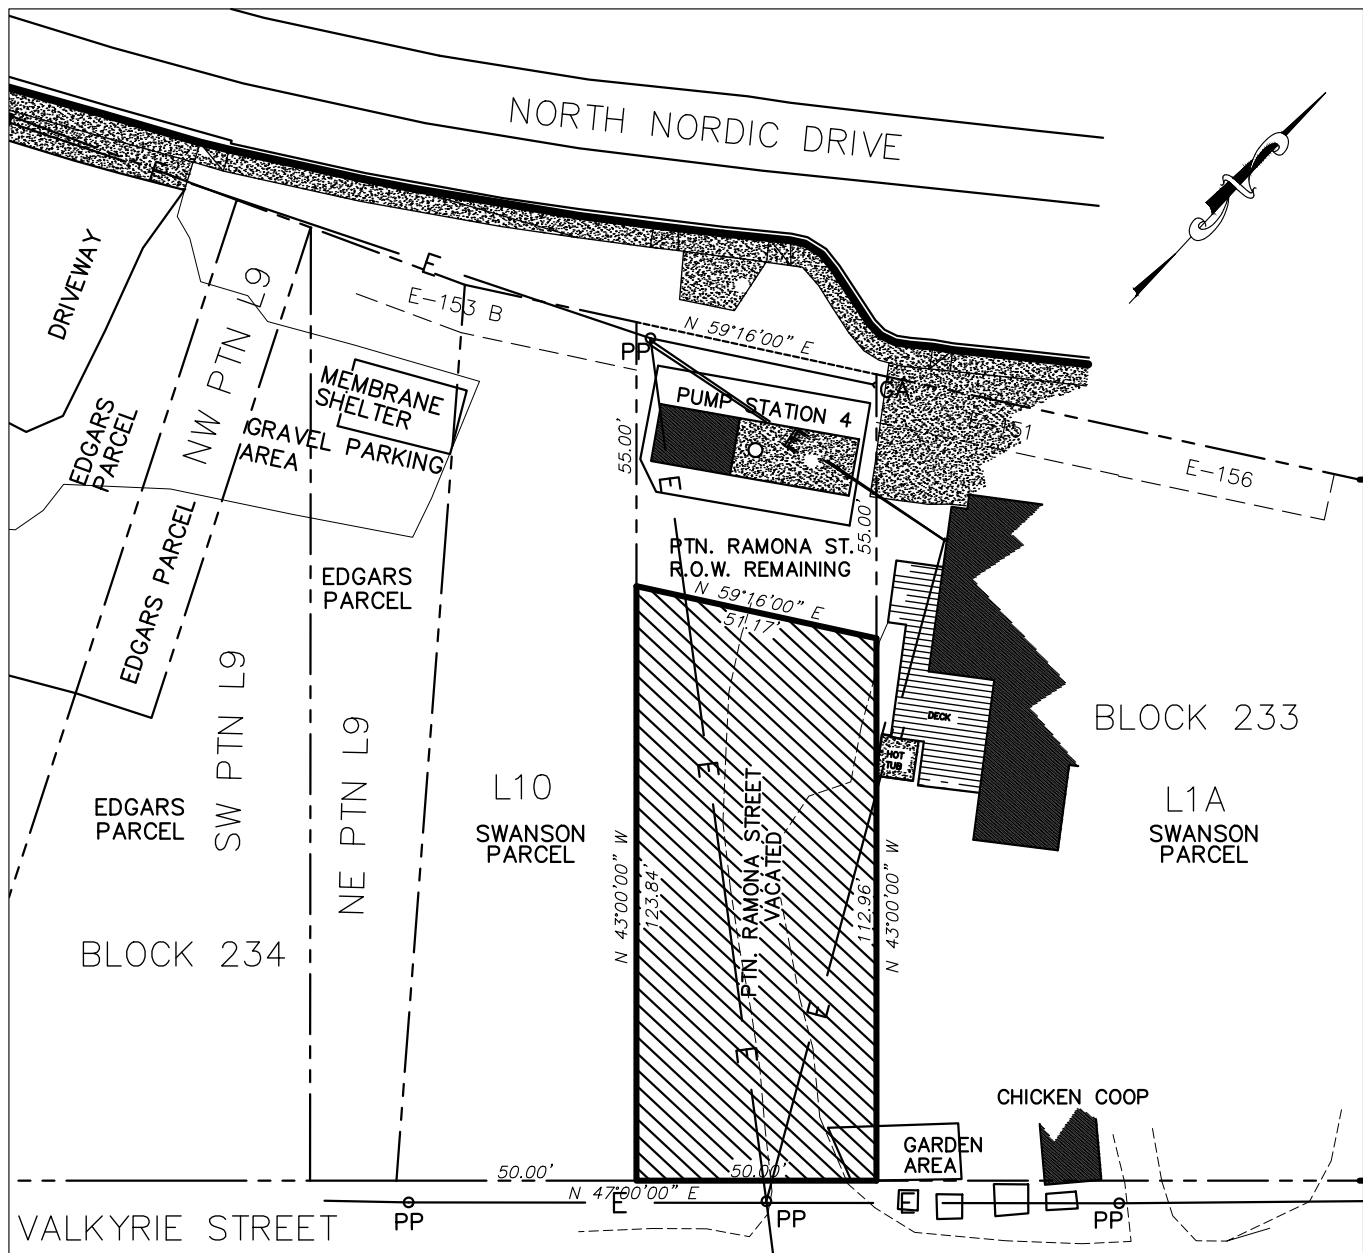 NORTH NORDIC DRIVE
DRIVEWAY
E
E-153 B
N 59°16'00" E
PP
PUMP STATION 4
55.00'
E
E
E-156
MEMBRANE
SHELTER
GRAVEL PARKING
AREA
NW PTN L9
EDGARS
PARCEL
EDGARS PARCEL
EDGARS
PARCEL
PTN. RAMONA ST.
R.O.W. REMAINING
55.00'
N 59°16'00" E
51.17'
DECK
HOT
TUB
BLOCK 233
L1A
SWANSON
PARCEL
L10
SWANSON
PARCEL
SW PTN L9
NE PTN L9
EDGARS
PARCEL
BLOCK 234
N 43°00'00" W
123.84'
E
PTN. RAMONA STREET
VACATED
112.96'
N 43°00'00" W
E
E
CHICKEN COOP
GARDEN
AREA
50.00'
50.00'
N 47°00'00" E
E
E
PP
PP
PP
VALKYRIE STREET